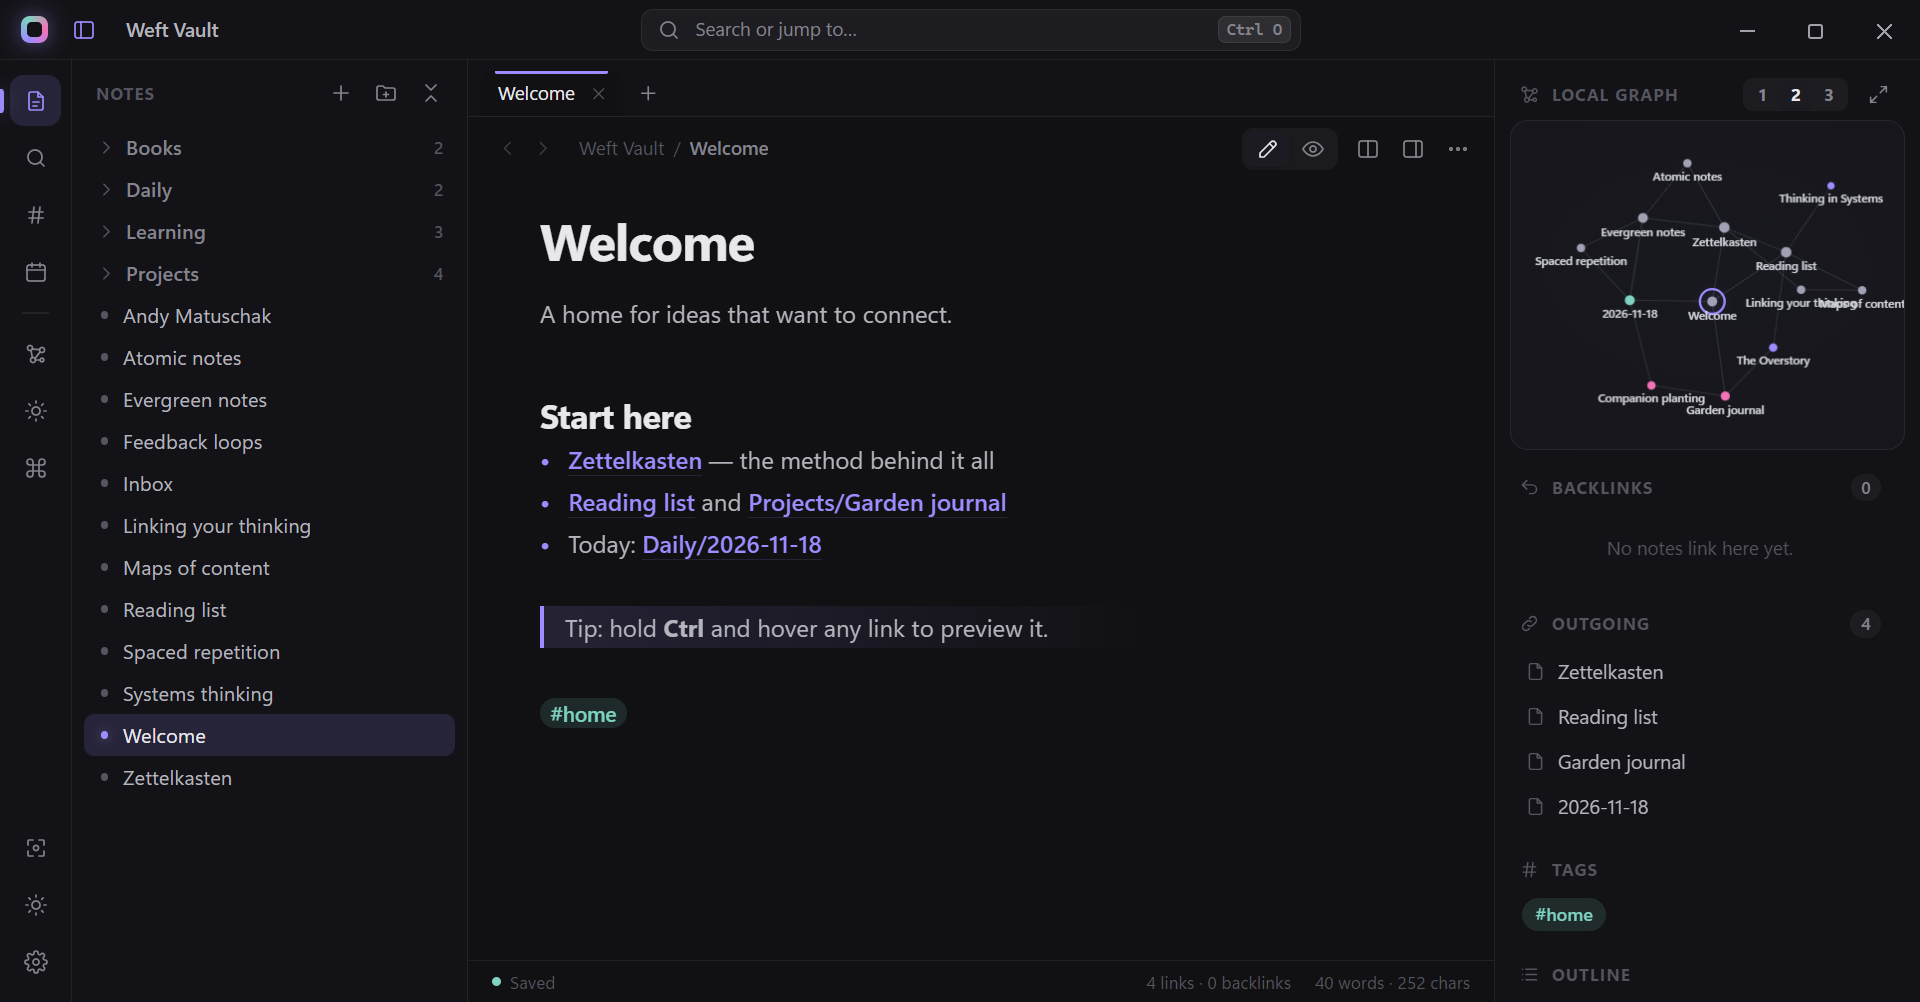 Weft Vault
Search or jump to...
Ctrl O
NOTES
Books 2
Daily 2
Learning 3
Projects 4
Andy Matuschak
Atomic notes
Evergreen notes
Feedback loops
Inbox
Linking your thinking
Maps of content
Reading list
Spaced repetition
Systems thinking
Welcome
Zettelkasten
Welcome
Weft Vault / Welcome
Welcome
A home for ideas that want to connect.
Start here
• Zettelkasten — the method behind it all
• Reading list and Projects/Garden journal
• Today: Daily/2026-11-18
Tip: hold Ctrl and hover any link to preview it.
#home
Saved
4 links · 0 backlinks
40 words · 252 chars
LOCAL GRAPH
1 2 3
Atomic notes
Thinking in Systems
Evergreen notes
Zettelkasten
Spaced repetition
Reading list
Linking your thinking
Maps of content
2026-11-18
Welcome
The Overstory
Companion planting
Garden journal
BACKLINKS 0
No notes link here yet.
OUTGOING 4
Zettelkasten
Reading list
Garden journal
2026-11-18
TAGS
#home
OUTLINE